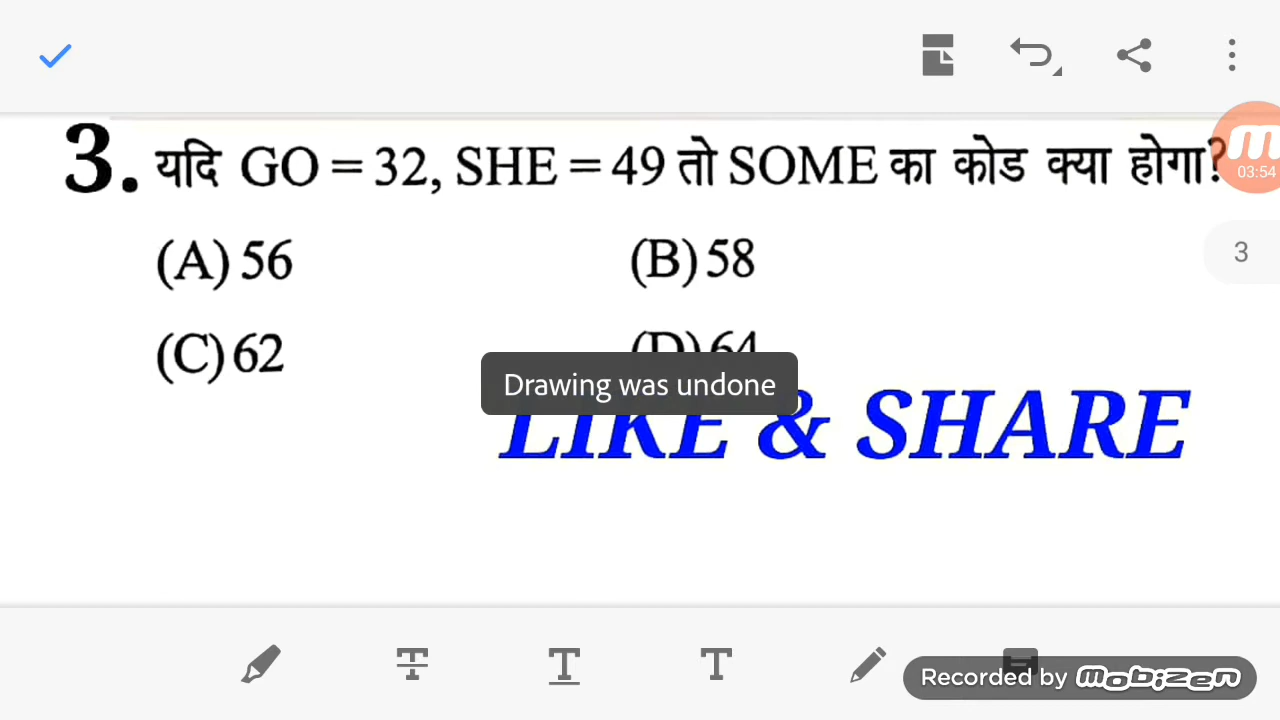 3. यदि GO = 32, SHE = 49 तो SOME का कोड क्या होगा?
03:54
3
(A) 56 (B) 58
(C) 62 (D) 64
Drawing was undone
LIKE & SHARE
T T T
Recorded by mobizen